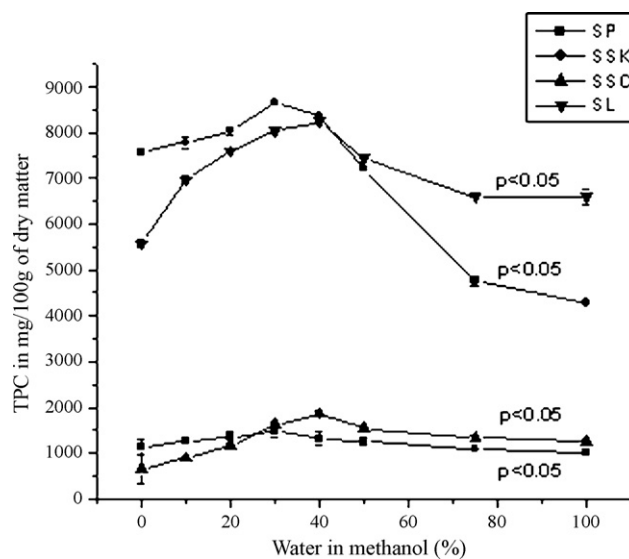 SP
SSK
SSC
SL
9000
8000
7000
6000
5000
4000
3000
2000
1000
0
p<0.05
p<0.05
p<0.05
p<0.05
0
20
40
60
80
100
TPC in mg/100g of dry matter
Water in methanol (%)